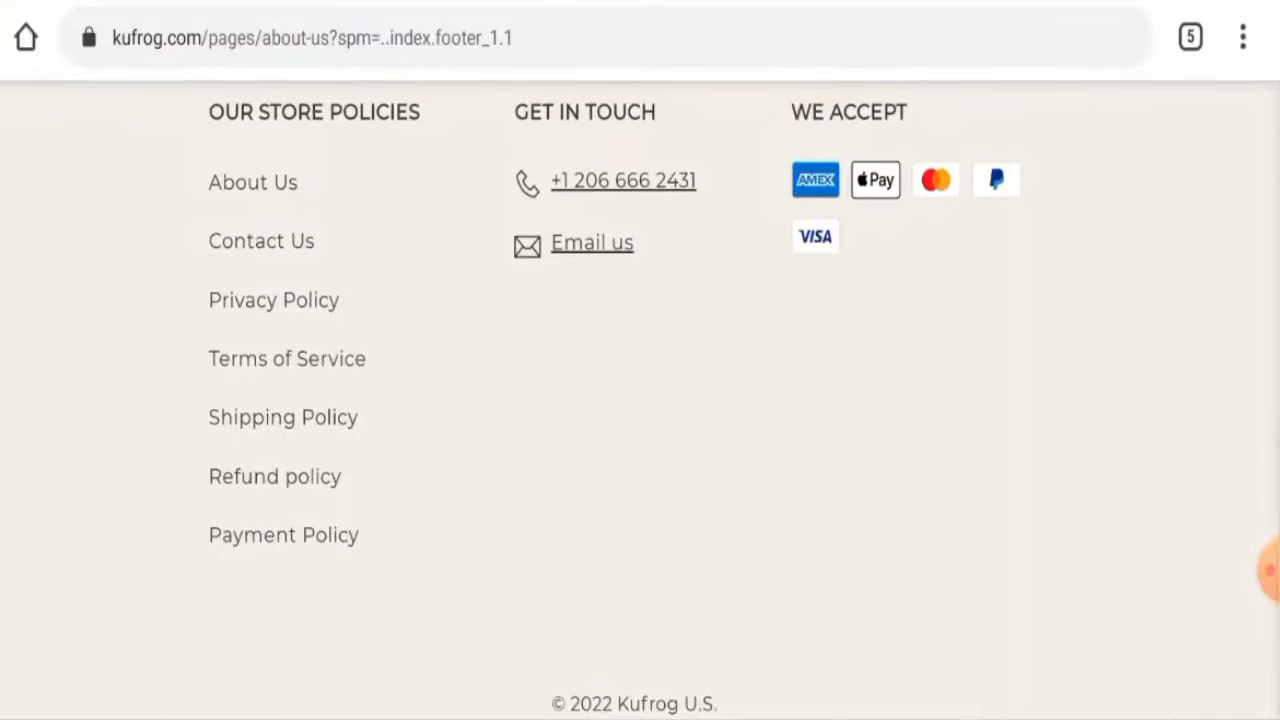 kufrog.com/pages/about-us?spm=..index.footer_1.1
5
OUR STORE POLICIES
About Us
Contact Us
Privacy Policy
Terms of Service
Shipping Policy
Refund policy
Payment Policy
GET IN TOUCH
+1 206 666 2431
Email us
WE ACCEPT
AMEX
Pay
VISA
© 2022 Kufrog U.S.